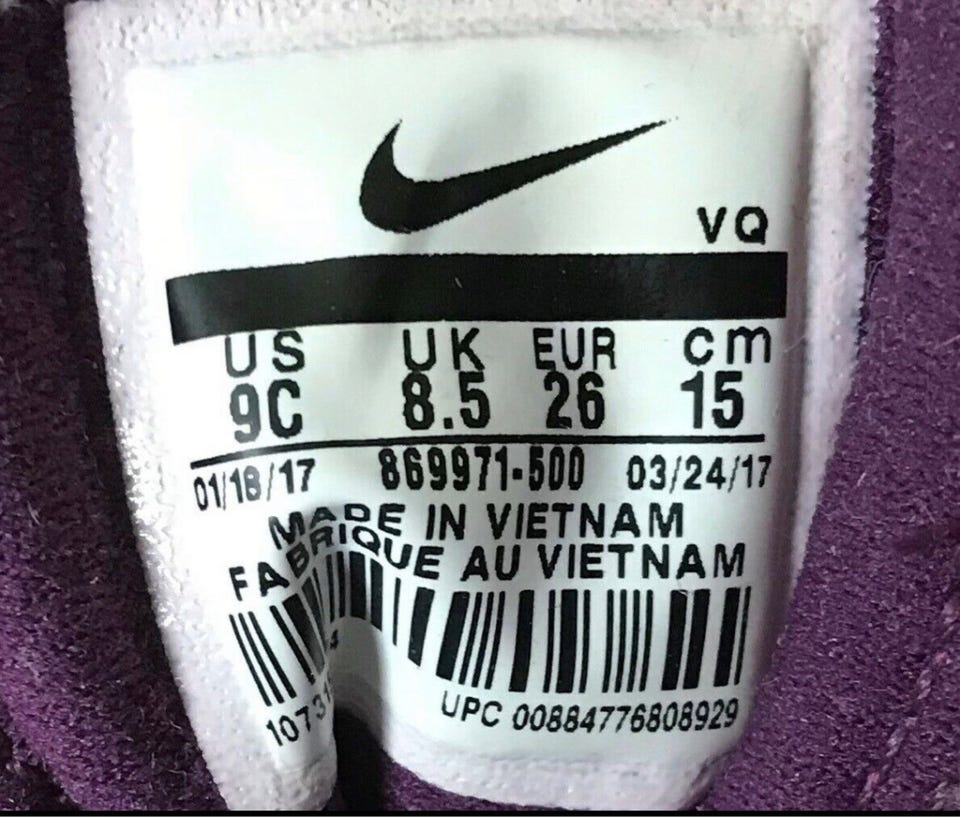 VQ
US UK EUR cm
9C 8.5 26 15
01/18/17 869971-500 03/24/17
MADE IN VIETNAM
FABRIQUE AU VIETNAM
UPC 00884776808929